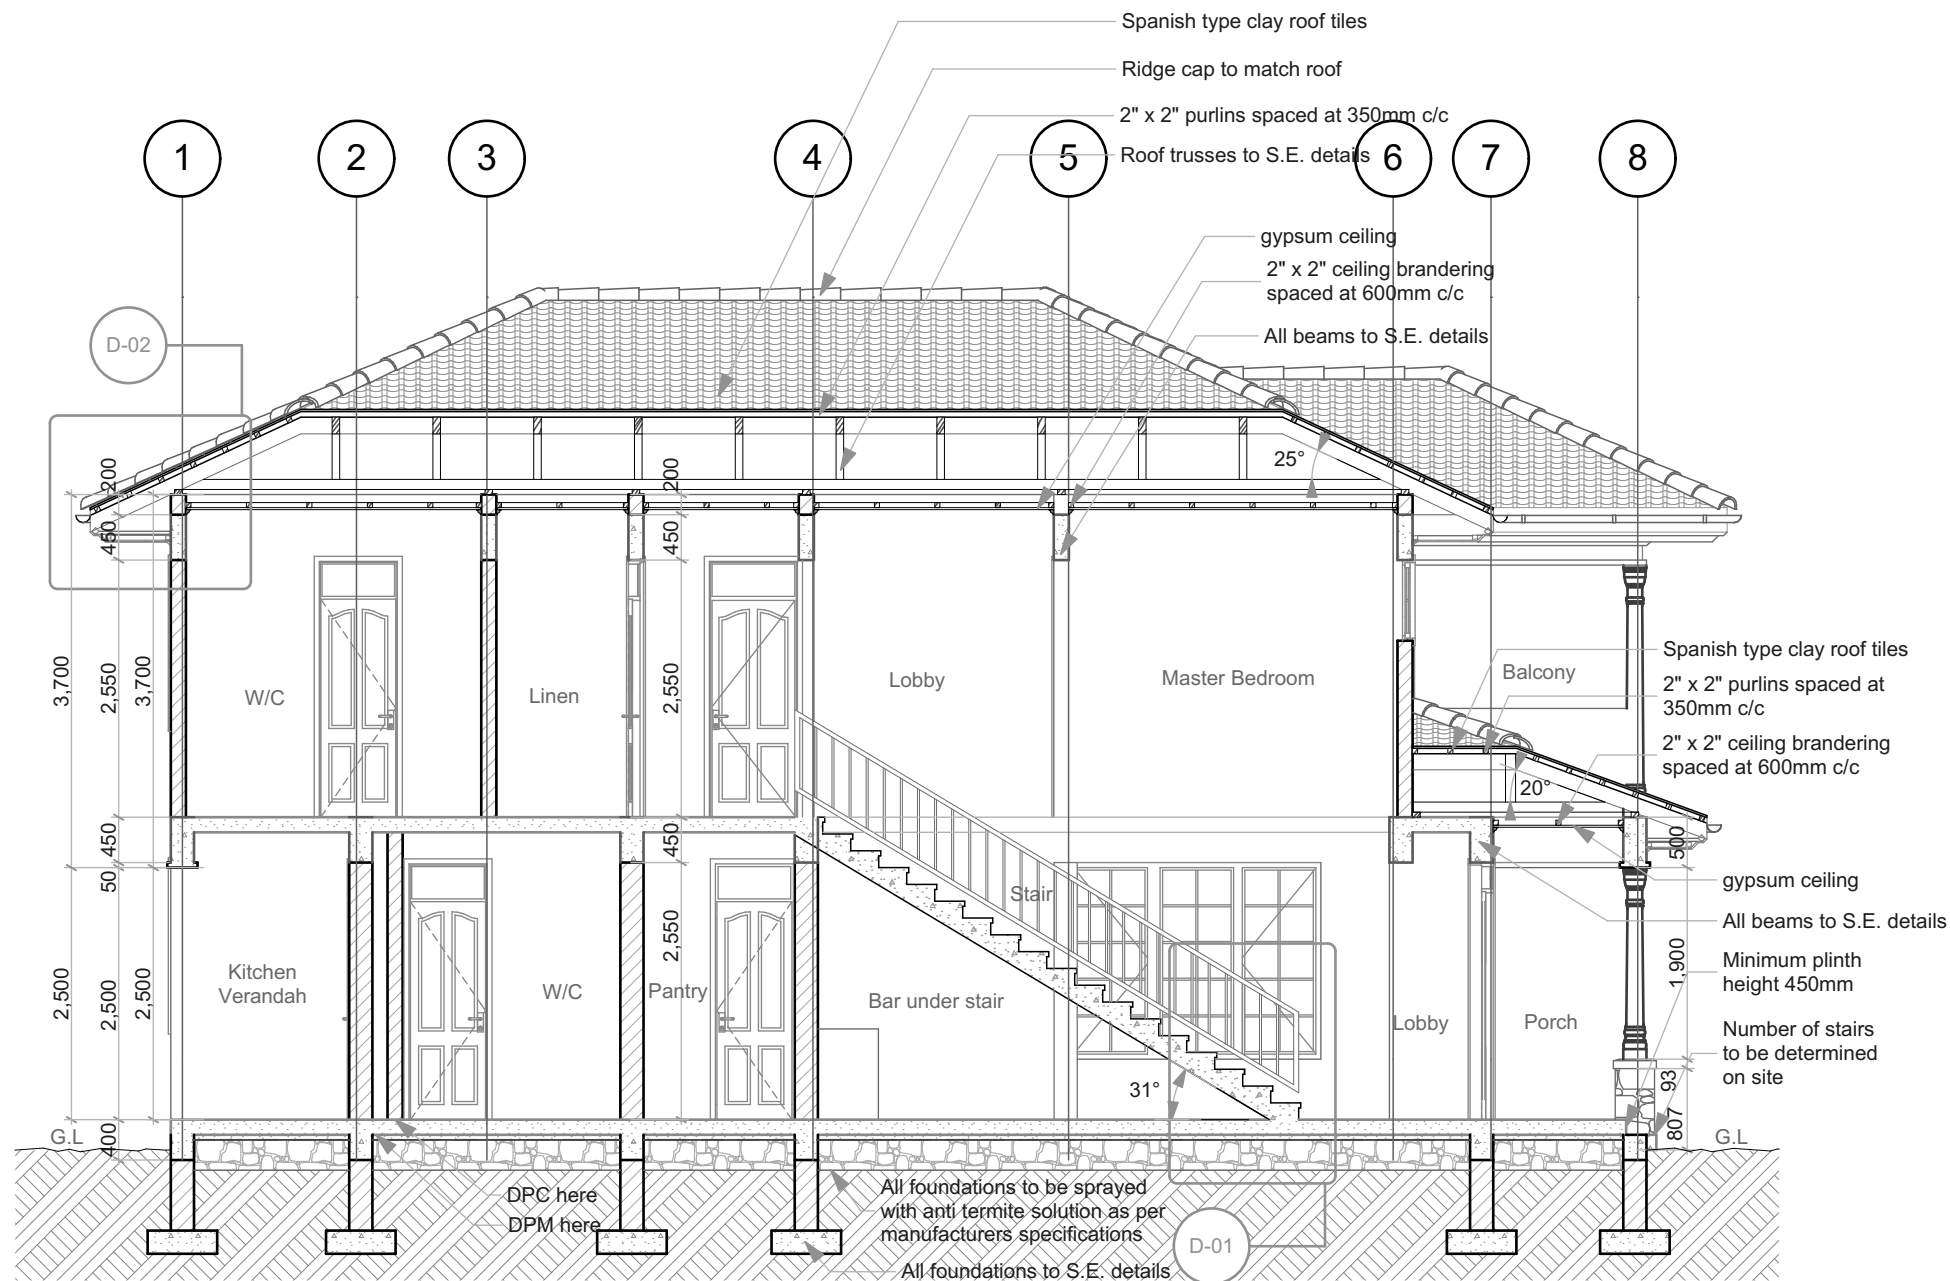 Spanish type clay roof tiles
Ridge cap to match roof
2" x 2" purlins spaced at 350mm c/c
Roof trusses to S.E. details
1
2
3
4
5
6
7
8
gypsum ceiling
2" x 2" ceiling brandering
spaced at 600mm c/c
All beams to S.E. details
D-02
25°
200
200
450
450
3,700
2,550
3,700
2,550
W/C
Linen
Lobby
Master Bedroom
Balcony
Spanish type clay roof tiles
2" x 2" purlins spaced at
350mm c/c
2" x 2" ceiling brandering
spaced at 600mm c/c
20°
450
450
50
500
gypsum ceiling
All beams to S.E. details
Stair
2,500
2,500
2,500
2,550
1,900
Kitchen
Verandah
W/C
Pantry
Bar under stair
Lobby
Porch
Minimum plinth
height 450mm
Number of stairs
to be determined
on site
31°
93
807
G.L
400
G.L
DPC here
DPM here
All foundations to be sprayed
with anti termite solution as per
manufacturers specifications
D-01
All foundations to S.E. details